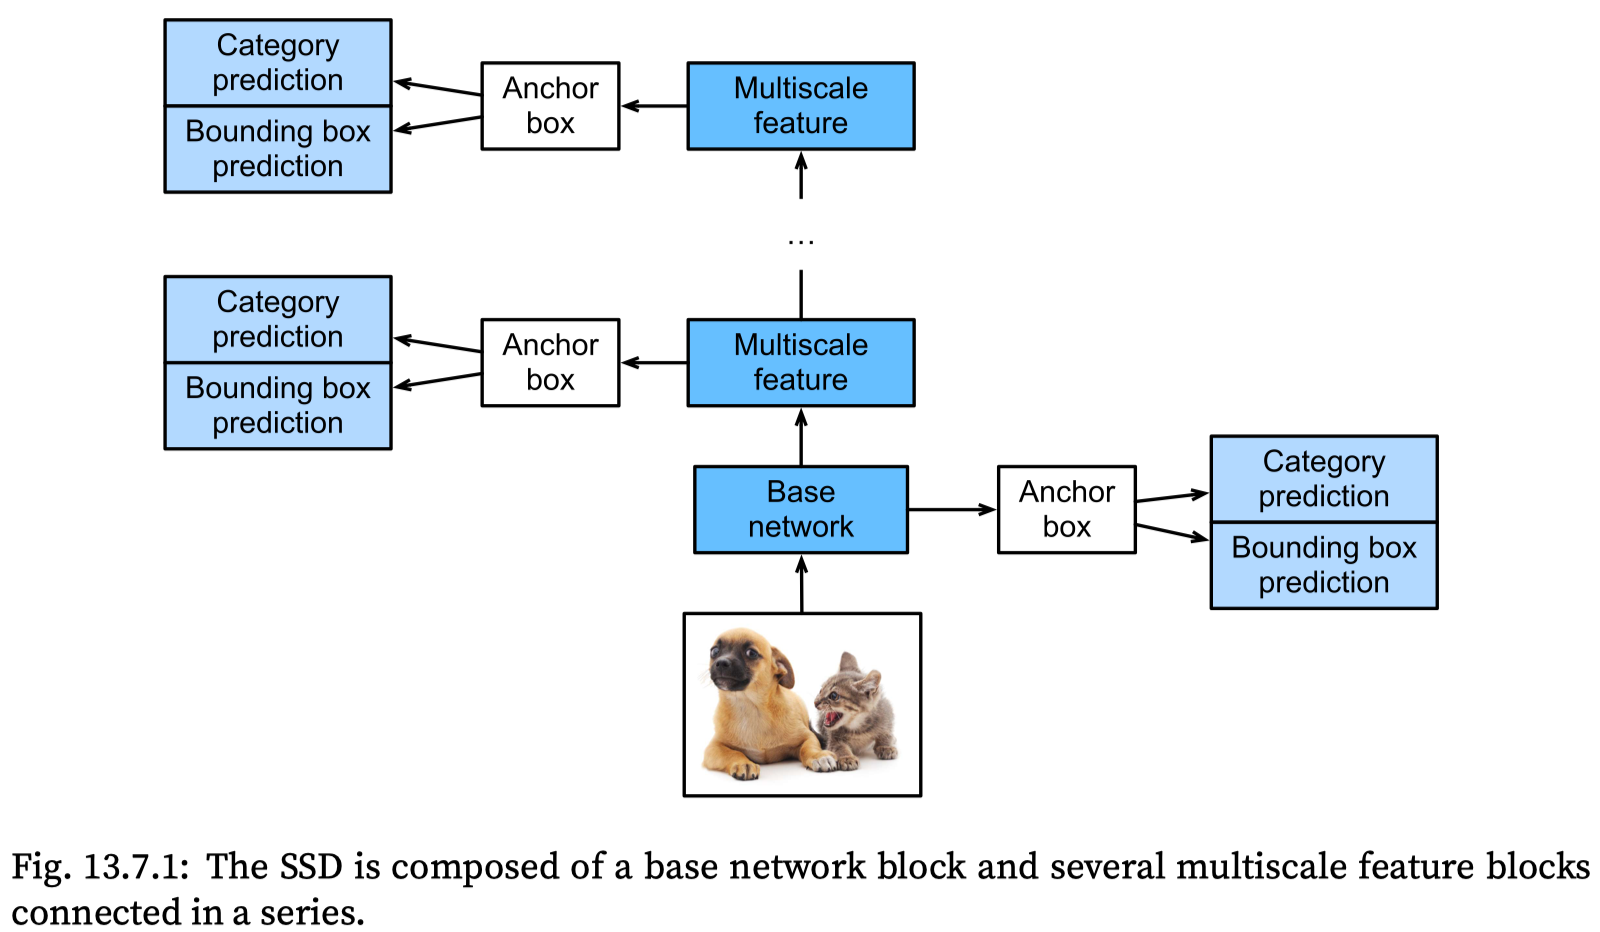 Category
prediction
Bounding box
prediction
Anchor
box
Multiscale
feature
...
Category
prediction
Bounding box
prediction
Anchor
box
Multiscale
feature
Base
network
Anchor
box
Category
prediction
Bounding box
prediction
Fig. 13.7.1: The SSD is composed of a base network block and several multiscale feature blocks
connected in a series.